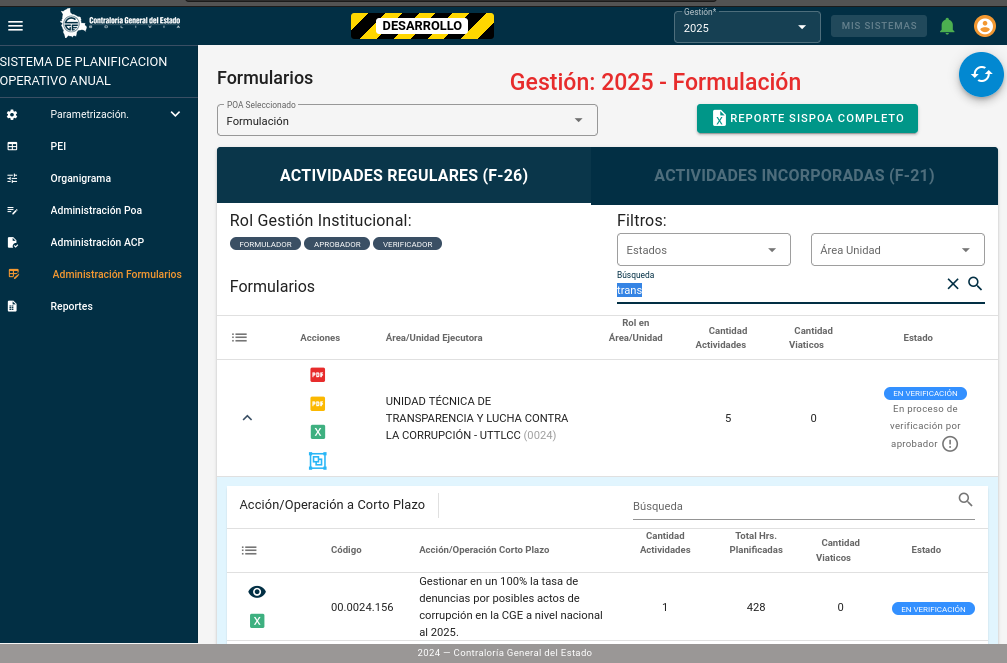 Contraloría General del Estado
BOLIVIA
DESARROLLO
Gestión*
2025
MIS SISTEMAS
SISTEMA DE PLANIFICACION
OPERATIVO ANUAL
Parametrización.
PEI
Organigrama
Administración Poa
Administración ACP
Administración Formularios
Reportes
Formularios
Gestión: 2025 - Formulación
POA Seleccionado
Formulación
REPORTE SISPOA COMPLETO
ACTIVIDADES REGULARES (F-26)
ACTIVIDADES INCORPORADAS (F-21)
Rol Gestión Institucional:
FORMULADOR APROBADOR VERIFICADOR
Filtros:
Estados
Área Unidad
Formularios
Búsqueda
trans
Acciones
Área/Unidad Ejecutora
Rol en
Área/Unidad
Cantidad
Actividades
Cantidad
Viaticos
Estado
PDF
PDF
X
UNIDAD TÉCNICA DE
TRANSPARENCIA Y LUCHA CONTRA
LA CORRUPCIÓN - UTTLCC (0024)
5
0
EN VERIFICACIÓN
En proceso de
verificación por
aprobador
Acción/Operación a Corto Plazo
Búsqueda
Código
Acción/Operación Corto Plazo
Cantidad
Actividades
Total Hrs.
Planificadas
Cantidad
Viaticos
Estado
X
00.0024.156
Gestionar en un 100% la tasa de
denuncias por posibles actos de
corrupción en la CGE a nivel nacional
al 2025.
1
428
0
EN VERIFICACIÓN
2024 — Contraloría General del Estado